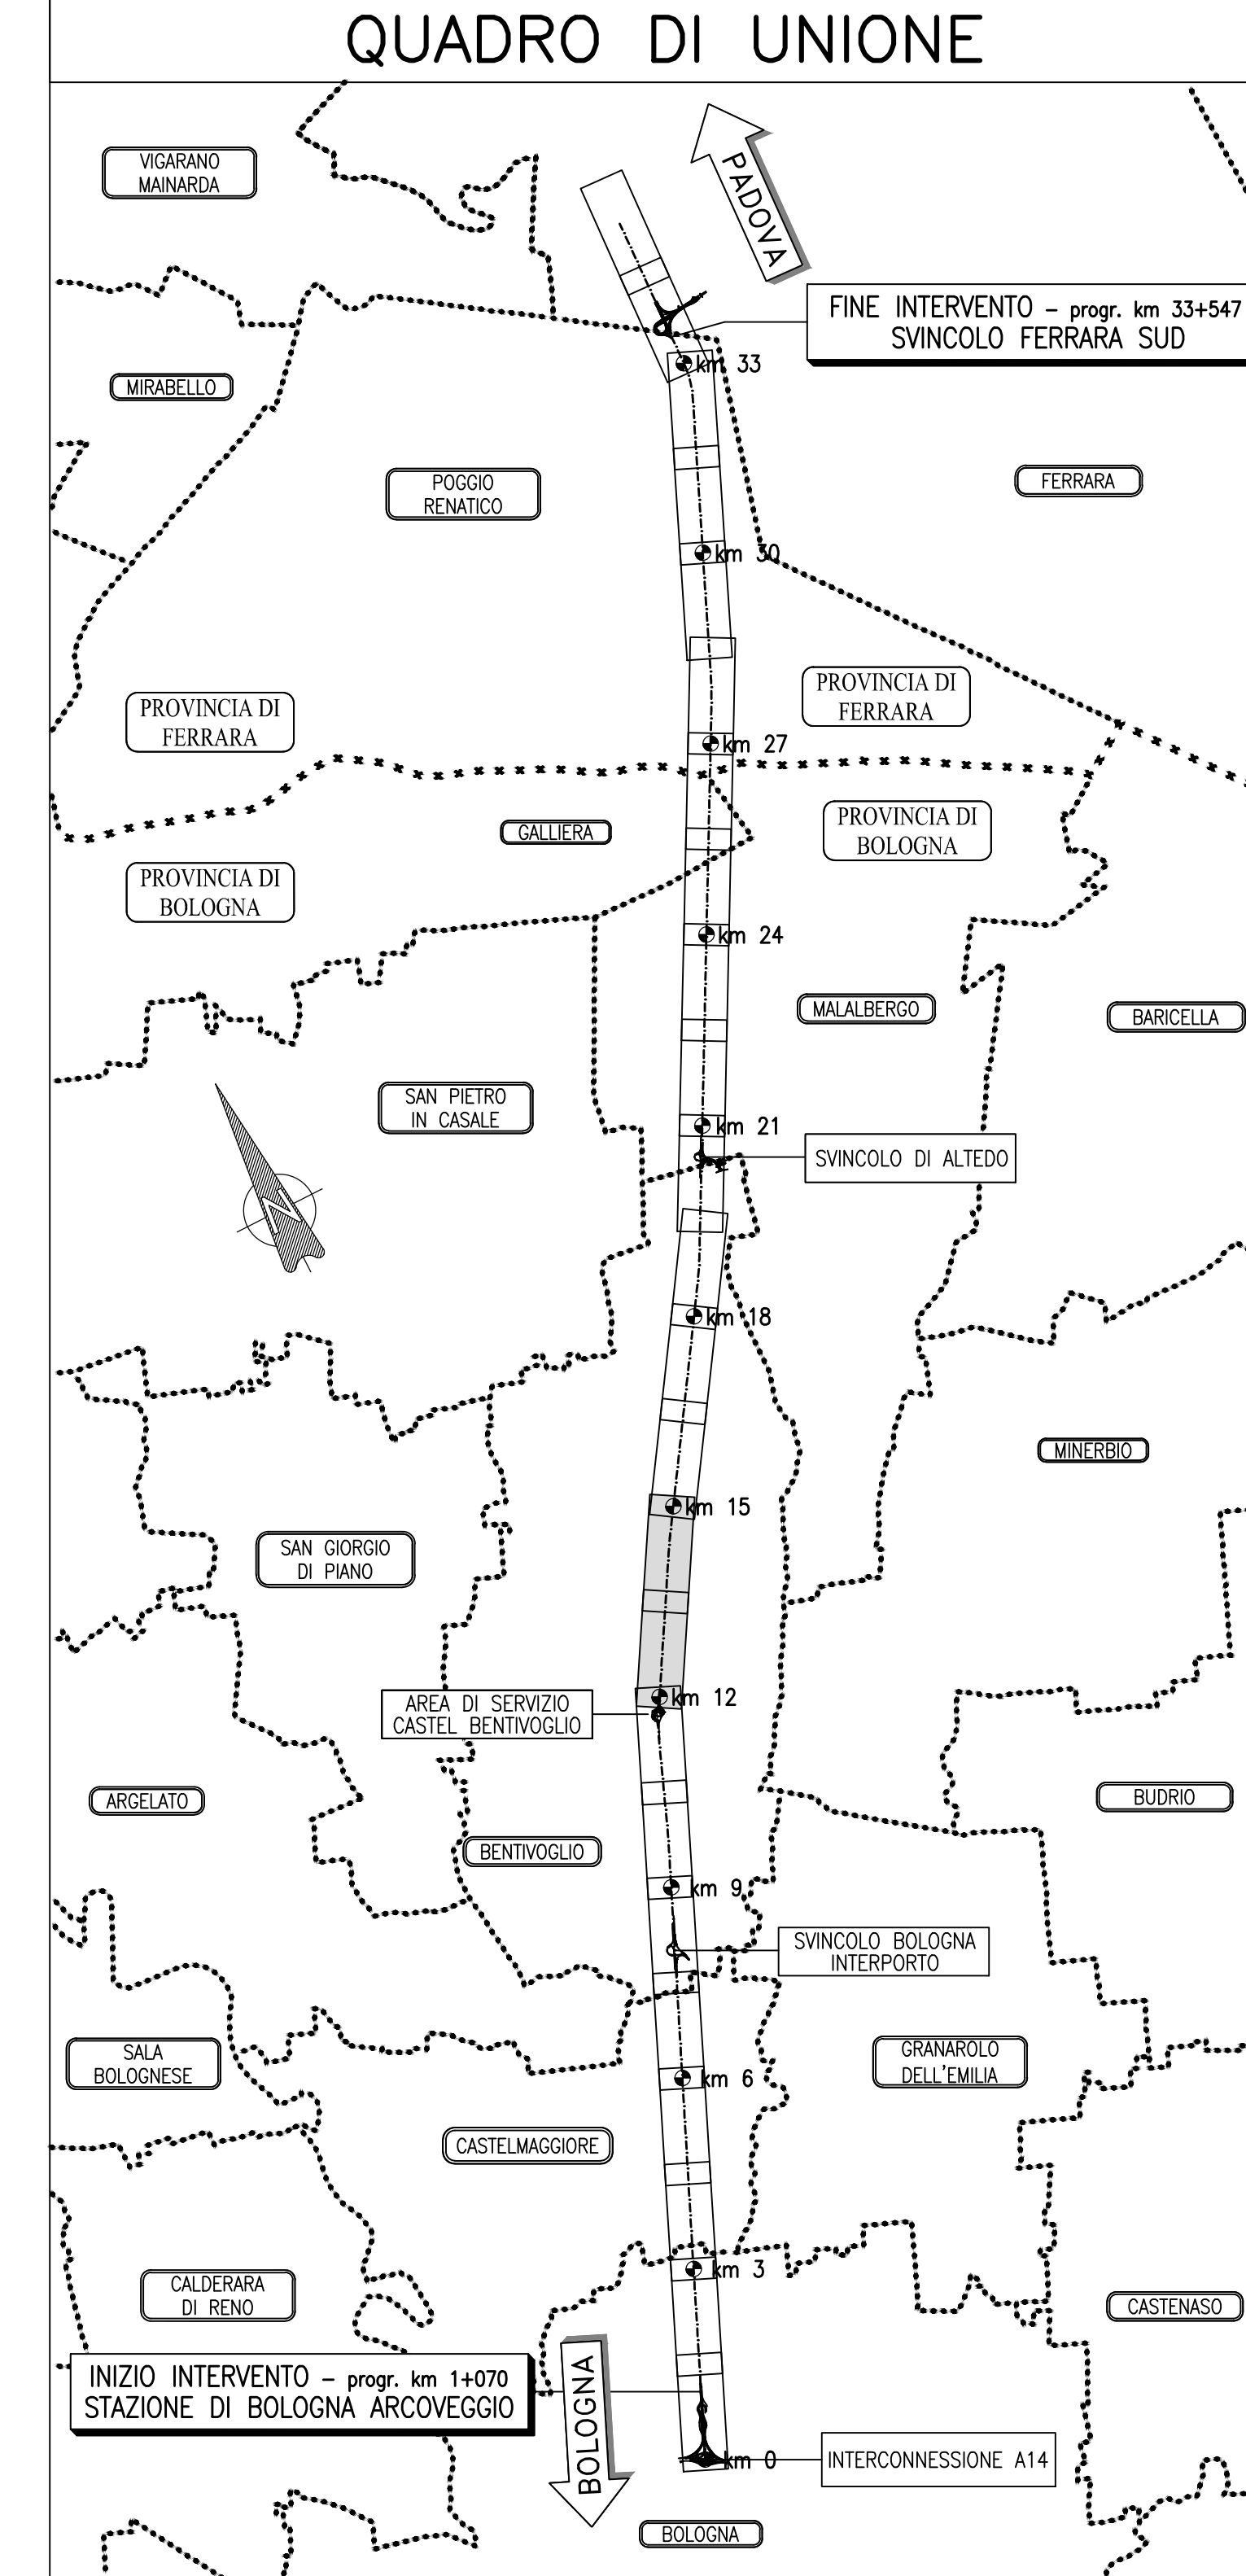 QUADRO DI UNIONE
VIGARANO
MAINARDA
PADOVA
FINE INTERVENTO – progr. km 33+547
SVINCOLO FERRARA SUD
km 33
MIRABELLO
POGGIO
RENATICO
FERRARA
km 30
PROVINCIA DI
FERRARA
PROVINCIA DI
FERRARA
km 27
GALLIERA
PROVINCIA DI
BOLOGNA
PROVINCIA DI
BOLOGNA
km 24
MALALBERGO
BARICELLA
SAN PIETRO
IN CASALE
km 21
SVINCOLO DI ALTEDO
N
km 18
MINERBIO
km 15
SAN GIORGIO
DI PIANO
km 12
AREA DI SERVIZIO
CASTEL BENTIVOGLIO
ARGELATO
BUDRIO
BENTIVOGLIO
km 9
SVINCOLO BOLOGNA
INTERPORTO
SALA
BOLOGNESE
GRANAROLO
DELL'EMILIA
km 6
CASTELMAGGIORE
km 3
CALDERARA
DI RENO
CASTENASO
INIZIO INTERVENTO – progr. km 1+070
STAZIONE DI BOLOGNA ARCOVEGGIO
BOLOGNA
km 0
INTERCONNESSIONE A14
BOLOGNA